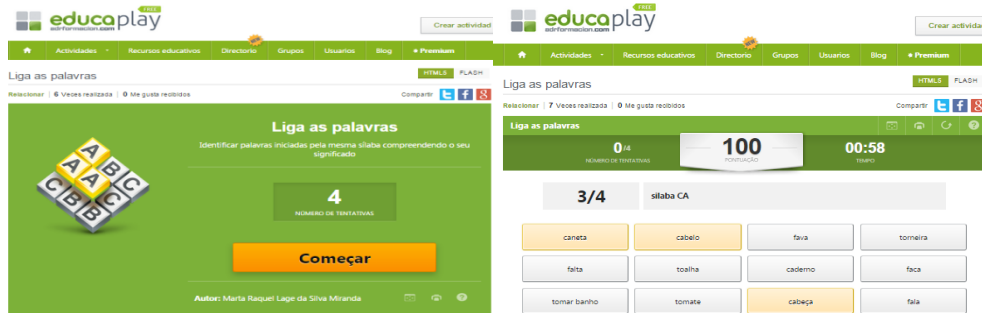 educaplay FREE
adrformacion.com
Crear actividad
Actividades Recursos educativos Directorio Grupos Usuarios Blog Premium
Liga as palavras
HTML5 FLASH
Relacionar | 6 Veces realizada | 0 Me gusta recibidos
Compartir
Liga as palavras
Identificar palavras iniciadas pela mesma sílaba compreendendo o seu
significado
4
NÚMERO DE TENTATIVAS
Começar
Autor: Marta Raquel Lage da Silva Miranda
A
A B
A A C
C B B
educaplay FREE
adrformacion.com
Crear activida
Actividades Recursos educativos Directorio Grupos Usuarios Blog Premium
Liga as palavras
HTML5 FLASH
Relacionar | 7 Veces realizada | 0 Me gusta recibidos
Compartir
Liga as palavras
0/4 100 00:58
NÚMERO DE TENTATIVAS PONTUAÇÃO TEMPO
3/4 silaba CA
caneta cabelo fava torneira
falta toalha caderno faca
tomar banho tomate cabeça fala